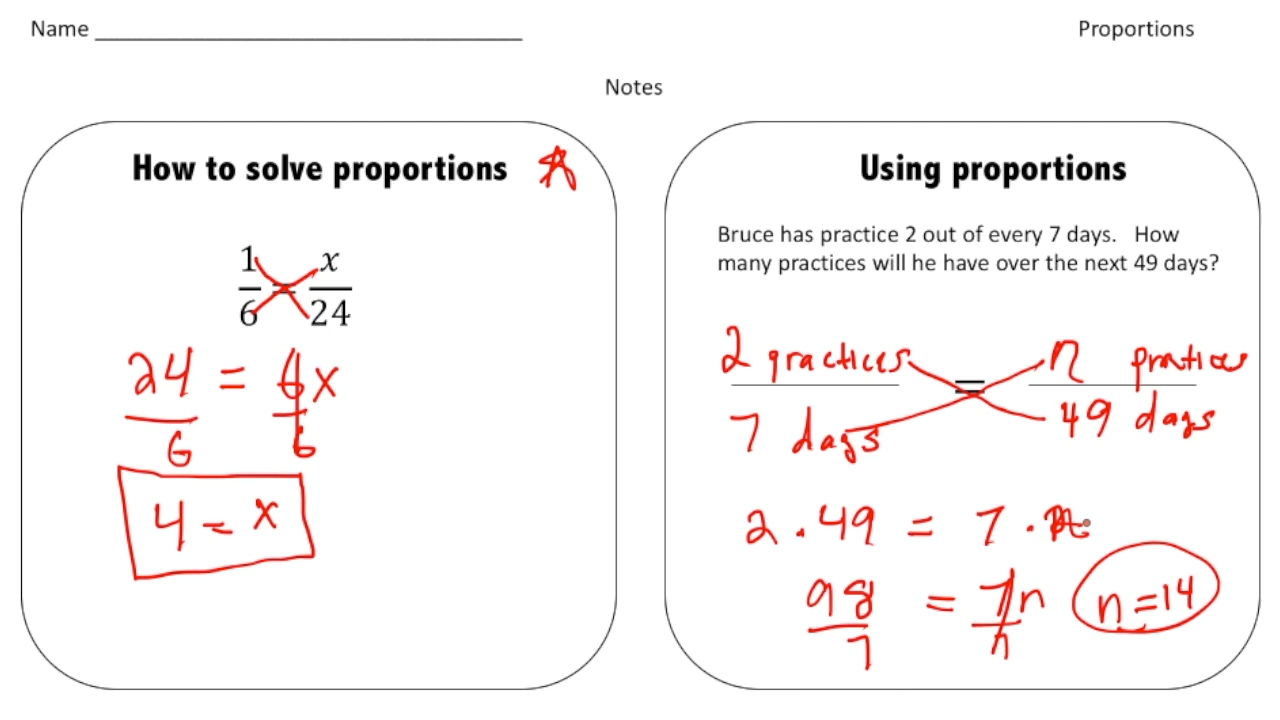 Name ______________________ Proportions
Notes
How to solve proportions
1/6 = x/24
24 = 6x
6 6
4 = x
Using proportions
Bruce has practice 2 out of every 7 days. How
many practices will he have over the next 49 days?
2 practices = n practices
7 days 49 days
2 · 49 = 7 ·
98 = 7n n = 14
7